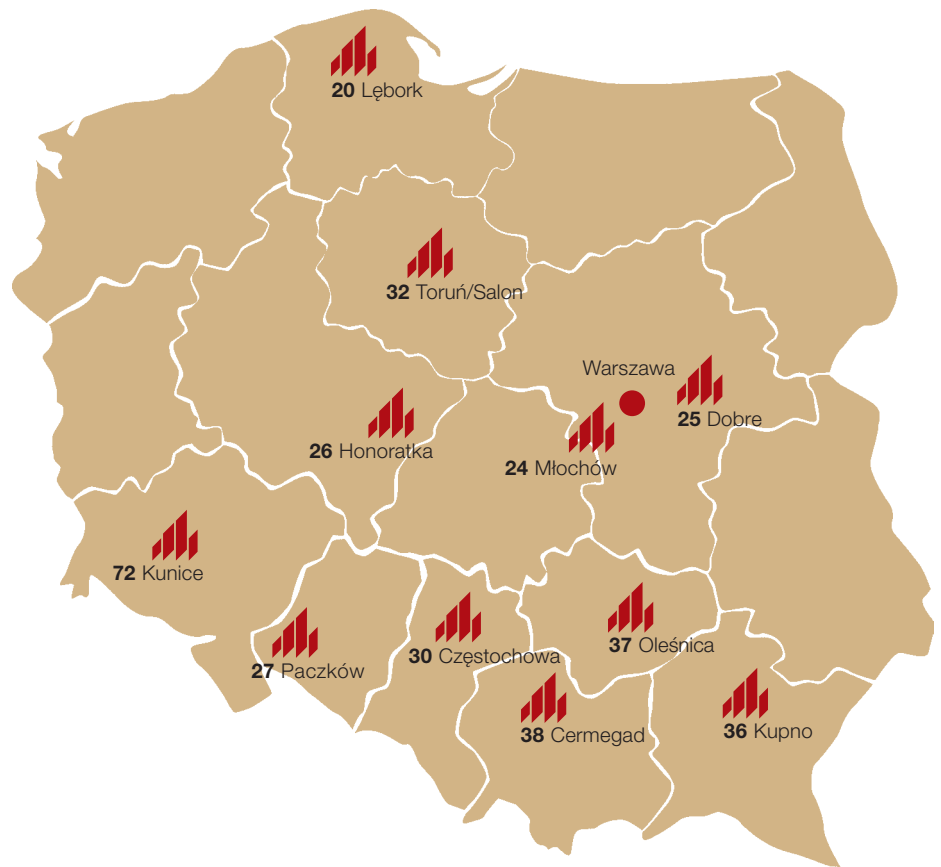 20 Lębork
32 Toruń/Salon
Warszawa
25 Dobre
26 Honoratka
24 Młochów
72 Kunice
37 Oleśnica
30 Częstochowa
27 Paczków
38 Cermegad
36 Kupno